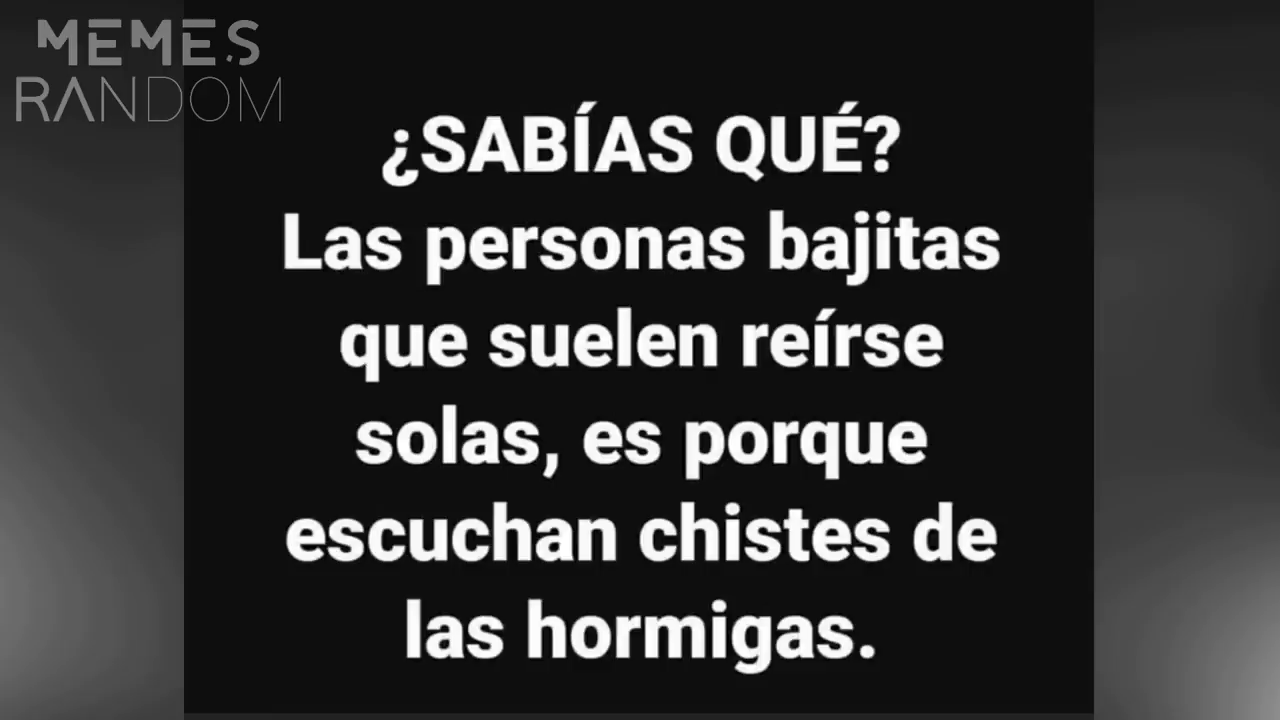 MEMES
RANDOM
¿SABÍAS QUÉ?
Las personas bajitas
que suelen reírse
solas, es porque
escuchan chistes de
las hormigas.